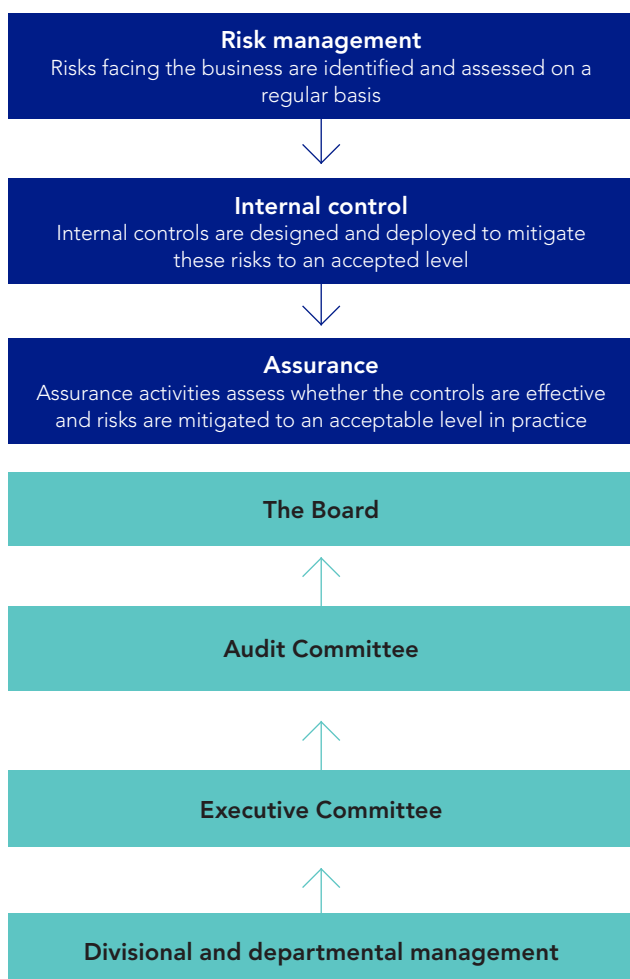 Risk management
Risks facing the business are identified and assessed on a
regular basis
Internal control
Internal controls are designed and deployed to mitigate
these risks to an accepted level
Assurance
Assurance activities assess whether the controls are effective
and risks are mitigated to an acceptable level in practice
The Board
Audit Committee
Executive Committee
Divisional and departmental management